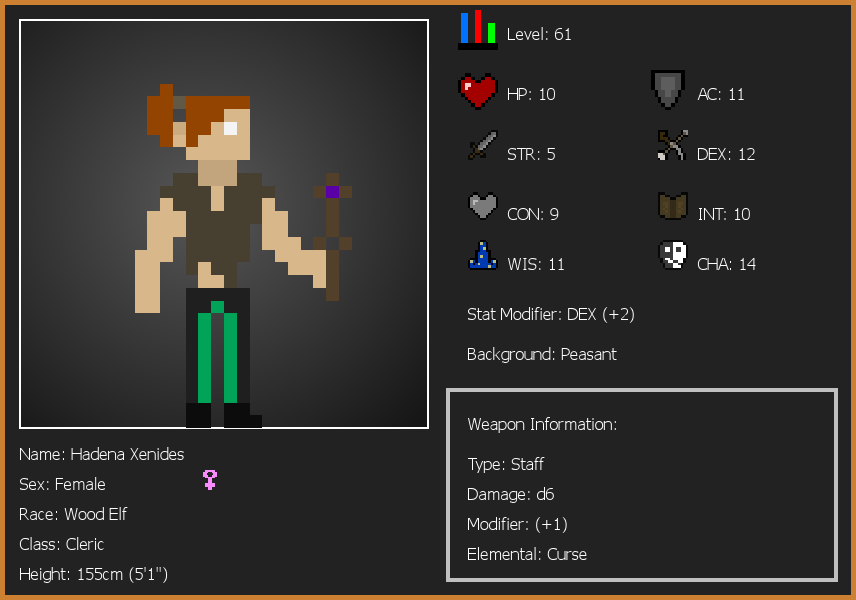 Level: 61
HP: 10
AC: 11
STR: 5
DEX: 12
CON: 9
INT: 10
WIS: 11
CHA: 14
Stat Modifier: DEX (+2)
Background: Peasant
Weapon Information:
Type: Staff
Damage: d6
Modifier: (+1)
Elemental: Curse
Name: Hadena Xenides
Sex: Female
Race: Wood Elf
Class: Cleric
Height: 155cm (5'1")